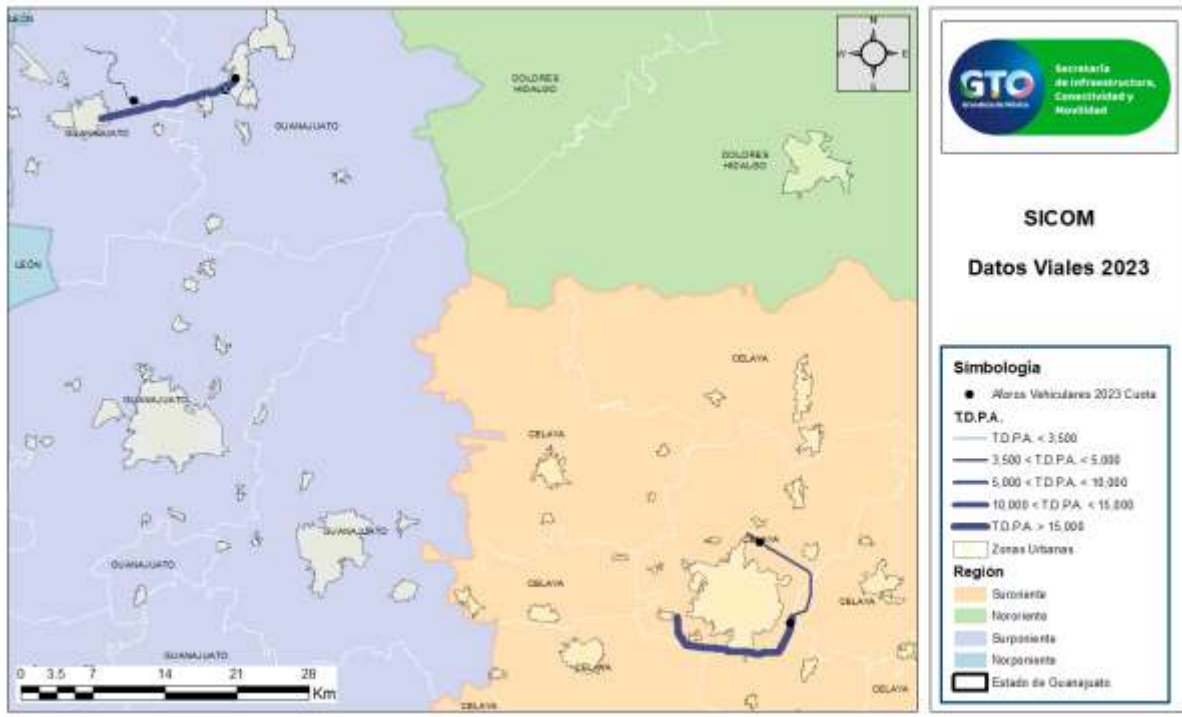 LEÓN
GUANAJUATO
GUANAJUATO
DOLORES
HIDALGO
DOLORES
HIDALGO
LEÓN
GUANAJUATO
GUANAJUATO
GUANAJUATO
GUANAJUATO
CELAYA
CELAYA
CELAYA
CELAYA
CELAYA
CELAYA
CELAYA
CELAYA
N
W
E
0 3.5 7 14 21 28
Km
GTO
Secretaría
de Infraestructura,
Conectividad y
Movilidad
SICOM
Datos Viales 2023
Simbología
Aforos Vehiculares 2023 Cuota
T.D.P.A.
T.D.P.A. < 3,500
3,500 < T.D.P.A. < 5,000
5,000 < T.D.P.A. < 10,000
10,000 < T.D.P.A. < 15,000
T.D.P.A. > 15,000
Zonas Urbanas
Región
Suroriente
Nororiente
Surponiente
Norponiente
Estado de Guanajuato